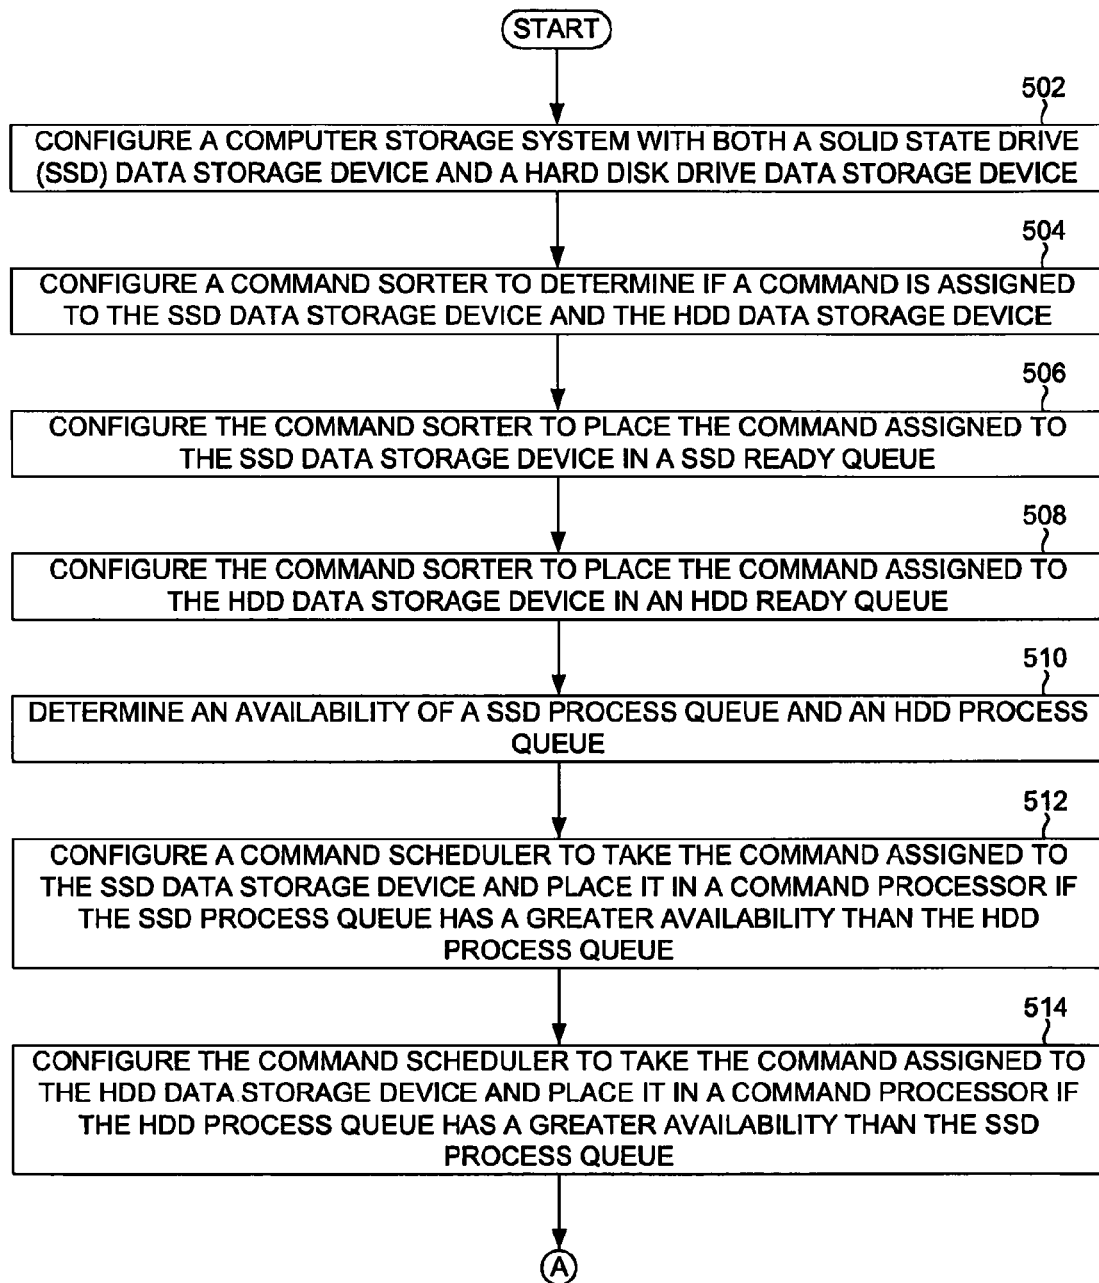 START
502
CONFIGURE A COMPUTER STORAGE SYSTEM WITH BOTH A SOLID STATE DRIVE
(SSD) DATA STORAGE DEVICE AND A HARD DISK DRIVE DATA STORAGE DEVICE
504
CONFIGURE A COMMAND SORTER TO DETERMINE IF A COMMAND IS ASSIGNED
TO THE SSD DATA STORAGE DEVICE AND THE HDD DATA STORAGE DEVICE
506
CONFIGURE THE COMMAND SORTER TO PLACE THE COMMAND ASSIGNED TO
THE SSD DATA STORAGE DEVICE IN A SSD READY QUEUE
508
CONFIGURE THE COMMAND SORTER TO PLACE THE COMMAND ASSIGNED TO
THE HDD DATA STORAGE DEVICE IN AN HDD READY QUEUE
510
DETERMINE AN AVAILABILITY OF A SSD PROCESS QUEUE AND AN HDD PROCESS
QUEUE
512
CONFIGURE A COMMAND SCHEDULER TO TAKE THE COMMAND ASSIGNED TO
THE SSD DATA STORAGE DEVICE AND PLACE IT IN A COMMAND PROCESSOR IF
THE SSD PROCESS QUEUE HAS A GREATER AVAILABILITY THAN THE HDD
PROCESS QUEUE
514
CONFIGURE THE COMMAND SCHEDULER TO TAKE THE COMMAND ASSIGNED TO
THE HDD DATA STORAGE DEVICE AND PLACE IT IN A COMMAND PROCESSOR IF
THE HDD PROCESS QUEUE HAS A GREATER AVAILABILITY THAN THE SSD
PROCESS QUEUE
A